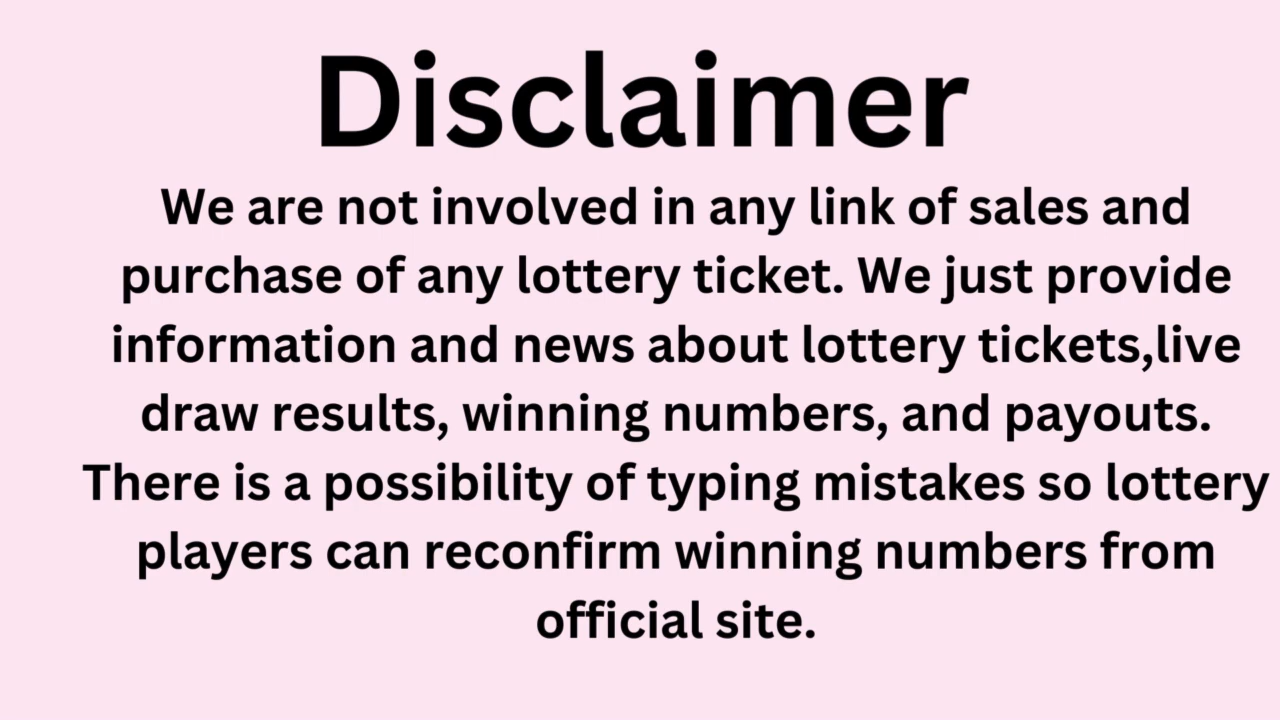 Disclaimer
We are not involved in any link of sales and
purchase of any lottery ticket. We just provide
information and news about lottery tickets,live
draw results, winning numbers, and payouts.
There is a possibility of typing mistakes so lottery
players can reconfirm winning numbers from
official site.